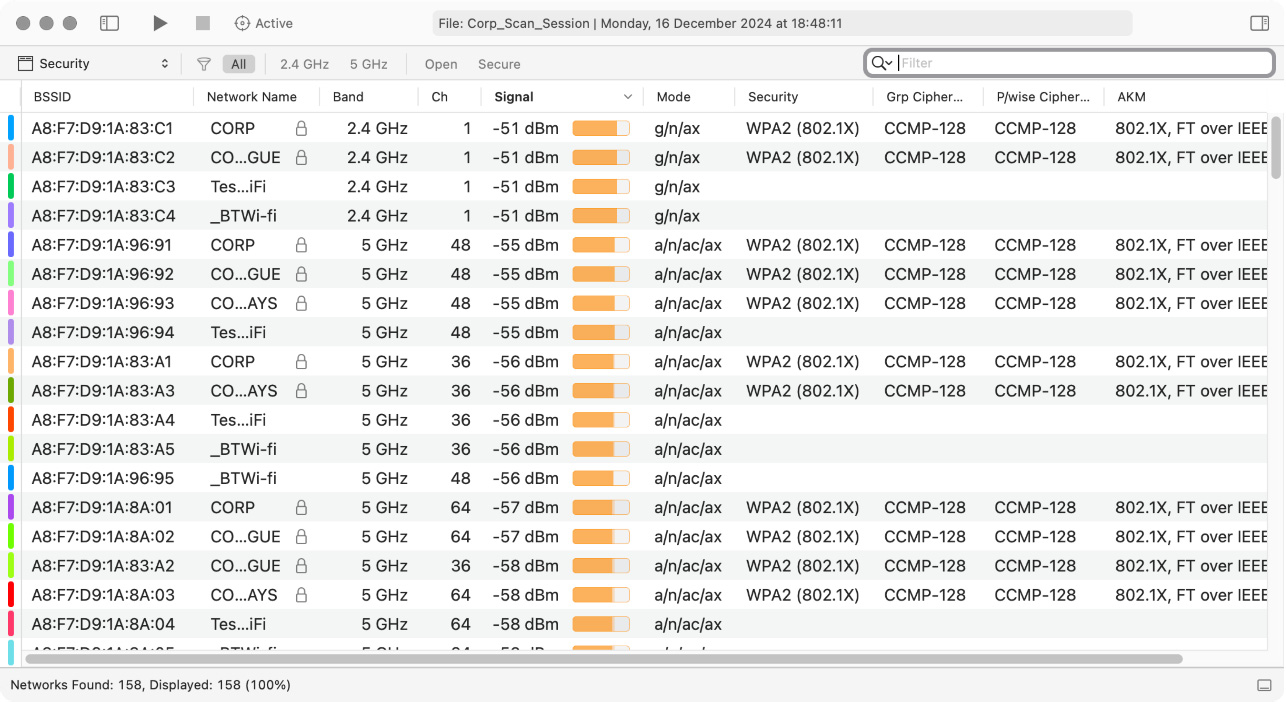 Active File: Corp_Scan_Session | Monday, 16 December 2024 at 18:48:11
Security All 2.4 GHz 5 GHz Open Secure Filter
BSSID Network Name Band Ch Signal Mode Security Grp Cipher... P/wise Cipher... AKM
A8:F7:D9:1A:83:C1 CORP 2.4 GHz 1 -51 dBm g/n/ax WPA2 (802.1X) CCMP-128 CCMP-128 802.1X, FT over IEEE
A8:F7:D9:1A:83:C2 CO...GUE 2.4 GHz 1 -51 dBm g/n/ax WPA2 (802.1X) CCMP-128 CCMP-128 802.1X, FT over IEEE
A8:F7:D9:1A:83:C3 Tes...iFi 2.4 GHz 1 -51 dBm g/n/ax
A8:F7:D9:1A:83:C4 _BTWi-fi 2.4 GHz 1 -51 dBm g/n/ax
A8:F7:D9:1A:96:91 CORP 5 GHz 48 -55 dBm a/n/ac/ax WPA2 (802.1X) CCMP-128 CCMP-128 802.1X, FT over IEEE
A8:F7:D9:1A:96:92 CO...GUE 5 GHz 48 -55 dBm a/n/ac/ax WPA2 (802.1X) CCMP-128 CCMP-128 802.1X, FT over IEEE
A8:F7:D9:1A:96:93 CO...AYS 5 GHz 48 -55 dBm a/n/ac/ax WPA2 (802.1X) CCMP-128 CCMP-128 802.1X, FT over IEEE
A8:F7:D9:1A:96:94 Tes...iFi 5 GHz 48 -55 dBm a/n/ac/ax
A8:F7:D9:1A:83:A1 CORP 5 GHz 36 -56 dBm a/n/ac/ax WPA2 (802.1X) CCMP-128 CCMP-128 802.1X, FT over IEEE
A8:F7:D9:1A:83:A3 CO...AYS 5 GHz 36 -56 dBm a/n/ac/ax WPA2 (802.1X) CCMP-128 CCMP-128 802.1X, FT over IEEE
A8:F7:D9:1A:83:A4 Tes...iFi 5 GHz 36 -56 dBm a/n/ac/ax
A8:F7:D9:1A:83:A5 _BTWi-fi 5 GHz 36 -56 dBm a/n/ac/ax
A8:F7:D9:1A:96:95 _BTWi-fi 5 GHz 48 -56 dBm a/n/ac/ax
A8:F7:D9:1A:8A:01 CORP 5 GHz 64 -57 dBm a/n/ac/ax WPA2 (802.1X) CCMP-128 CCMP-128 802.1X, FT over IEEE
A8:F7:D9:1A:8A:02 CO...GUE 5 GHz 64 -57 dBm a/n/ac/ax WPA2 (802.1X) CCMP-128 CCMP-128 802.1X, FT over IEEE
A8:F7:D9:1A:83:A2 CO...GUE 5 GHz 36 -58 dBm a/n/ac/ax WPA2 (802.1X) CCMP-128 CCMP-128 802.1X, FT over IEEE
A8:F7:D9:1A:8A:03 CO...AYS 5 GHz 64 -58 dBm a/n/ac/ax WPA2 (802.1X) CCMP-128 CCMP-128 802.1X, FT over IEEE
A8:F7:D9:1A:8A:04 Tes...iFi 5 GHz 64 -58 dBm a/n/ac/ax
Networks Found: 158, Displayed: 158 (100%)